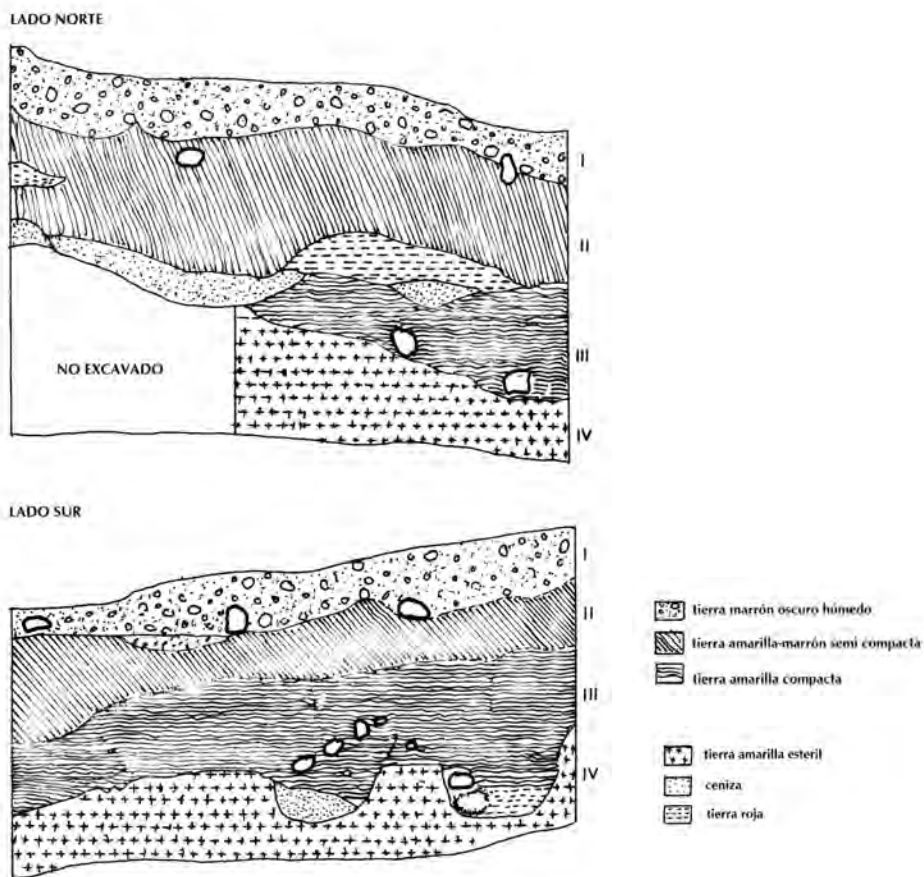 LADO NORTE
I
II
NO EXCAVADO
III
IV
LADO SUR
I
II
III
IV
tierra marrón oscuro húmedo
tierra amarilla-marrón semi compacta
tierra amarilla compacta
tierra amarilla esteril
ceniza
tierra roja